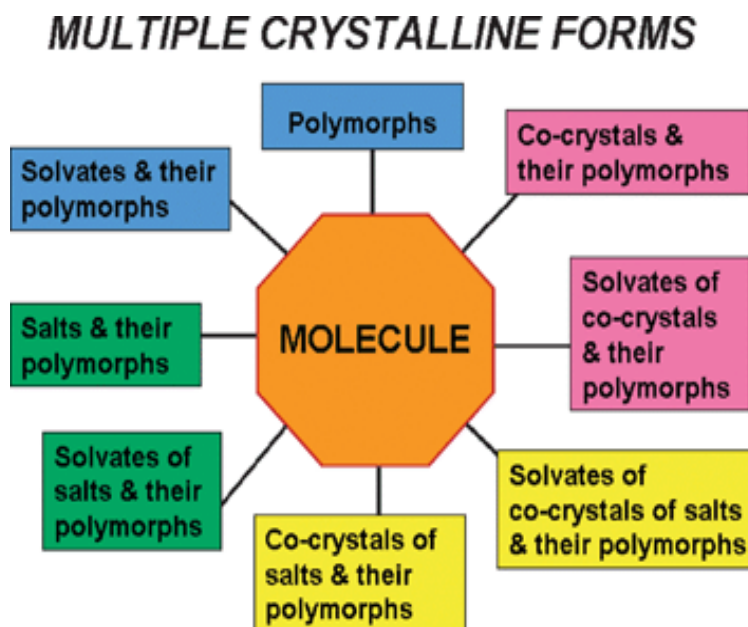 MULTIPLE CRYSTALLINE FORMS
Polymorphs
Co-crystals &
their polymorphs
Solvates of
co-crystals
& their
polymorphs
Solvates of
co-crystals of salts
& their polymorphs
Co-crystals of
salts & their
polymorphs
Solvates of
salts & their
polymorphs
Salts & their
polymorphs
Solvates & their
polymorphs
MOLECULE